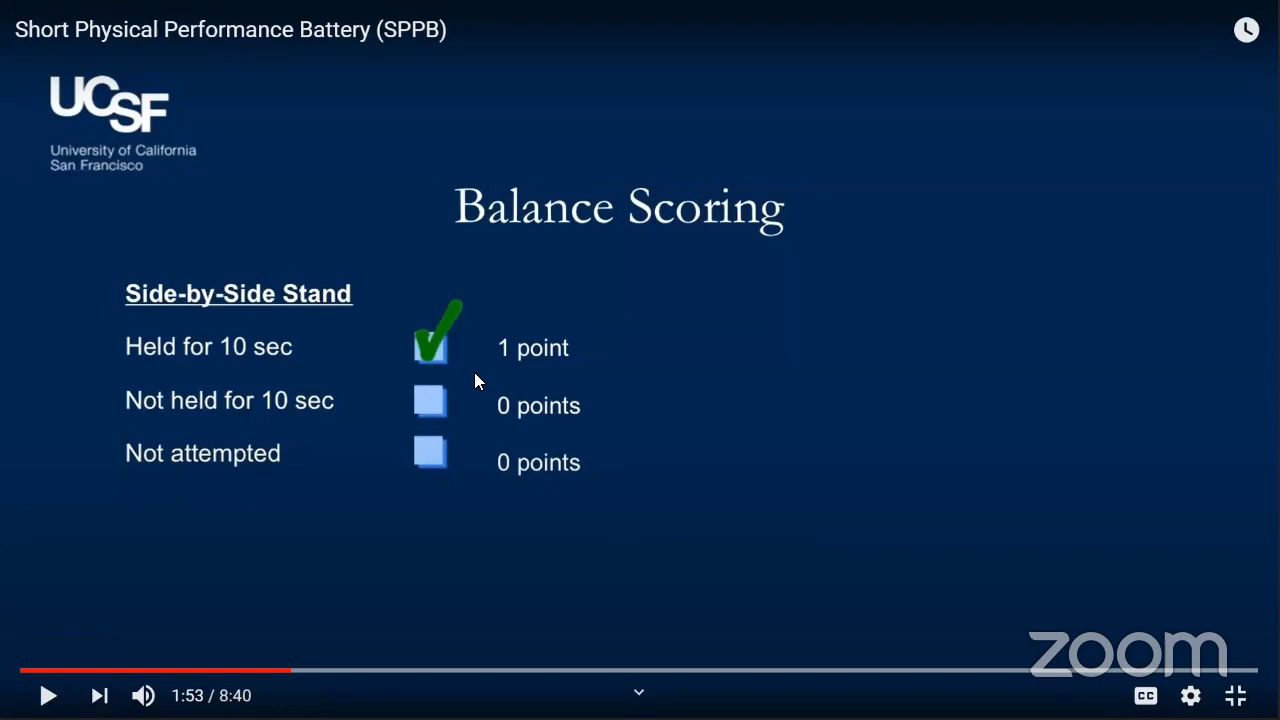 Short Physical Performance Battery (SPPB)
UCSF
University of California
San Francisco
Balance Scoring
Side-by-Side Stand
Held for 10 sec 1 point
Not held for 10 sec 0 points
Not attempted 0 points
zoom
1:53 / 8:40
CC